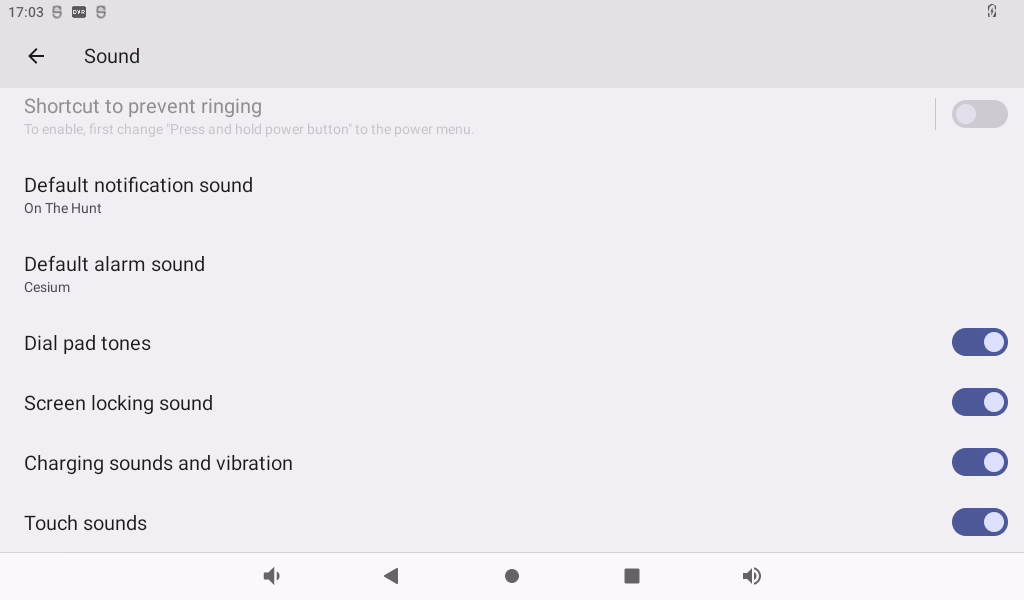 17:03 DVR
Sound
Shortcut to prevent ringing
To enable, first change "Press and hold power button" to the power menu.
Default notification sound
On The Hunt
Default alarm sound
Cesium
Dial pad tones
Screen locking sound
Charging sounds and vibration
Touch sounds